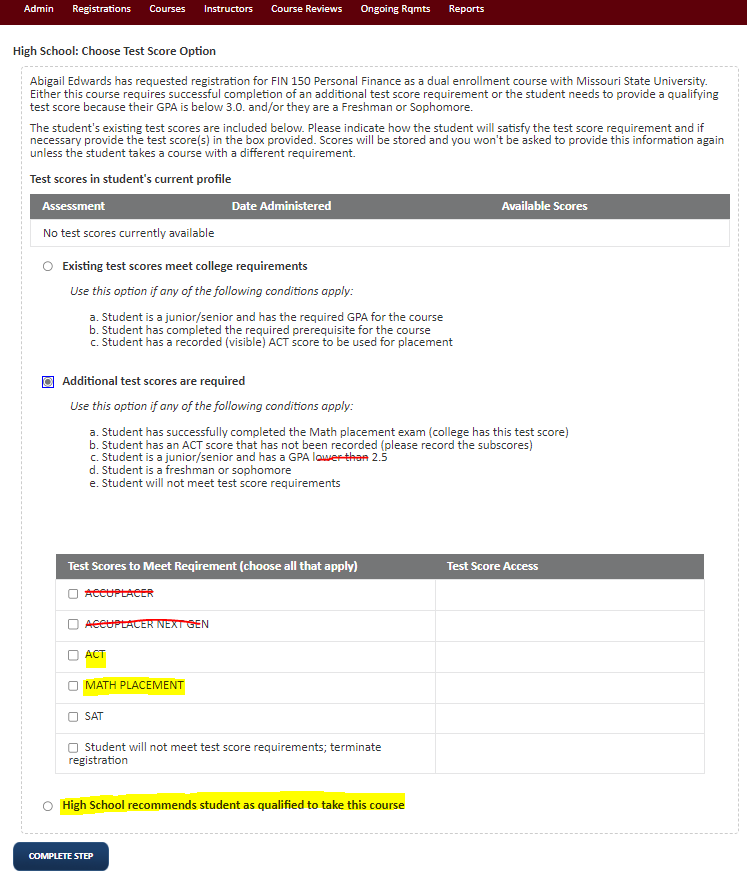 Admin Registrations Courses Instructors Course Reviews Ongoing Rqmts Reports
High School: Choose Test Score Option
Abigail Edwards has requested registration for FIN 150 Personal Finance as a dual enrollment course with Missouri State University.
Either this course requires successful completion of an additional test score requirement or the student needs to provide a qualifying
test score because their GPA is below 3.0. and/or they are a Freshman or Sophomore.
The student's existing test scores are included below. Please indicate how the student will satisfy the test score requirement and if
necessary provide the test score(s) in the box provided. Scores will be stored and you won't be asked to provide this information again
unless the student takes a course with a different requirement.
Test scores in student's current profile
Assessment Date Administered Available Scores
No test scores currently available
Existing test scores meet college requirements
Use this option if any of the following conditions apply:
a. Student is a junior/senior and has the required GPA for the course
b. Student has completed the required prerequisite for the course
c. Student has a recorded (visible) ACT score to be used for placement
Additional test scores are required
Use this option if any of the following conditions apply:
a. Student has successfully completed the Math placement exam (college has this test score)
b. Student has an ACT score that has not been recorded (please record the subscores)
c. Student is a junior/senior and has a GPA lower than 2.5
d. Student is a freshman or sophomore
e. Student will not meet test score requirements
Test Scores to Meet Reqirement (choose all that apply) Test Score Access
ACCUPLACER
ACCUPLACER NEXT GEN
ACT
MATH PLACEMENT
SAT
Student will not meet test score requirements; terminate
registration
High School recommends student as qualified to take this course
COMPLETE STEP